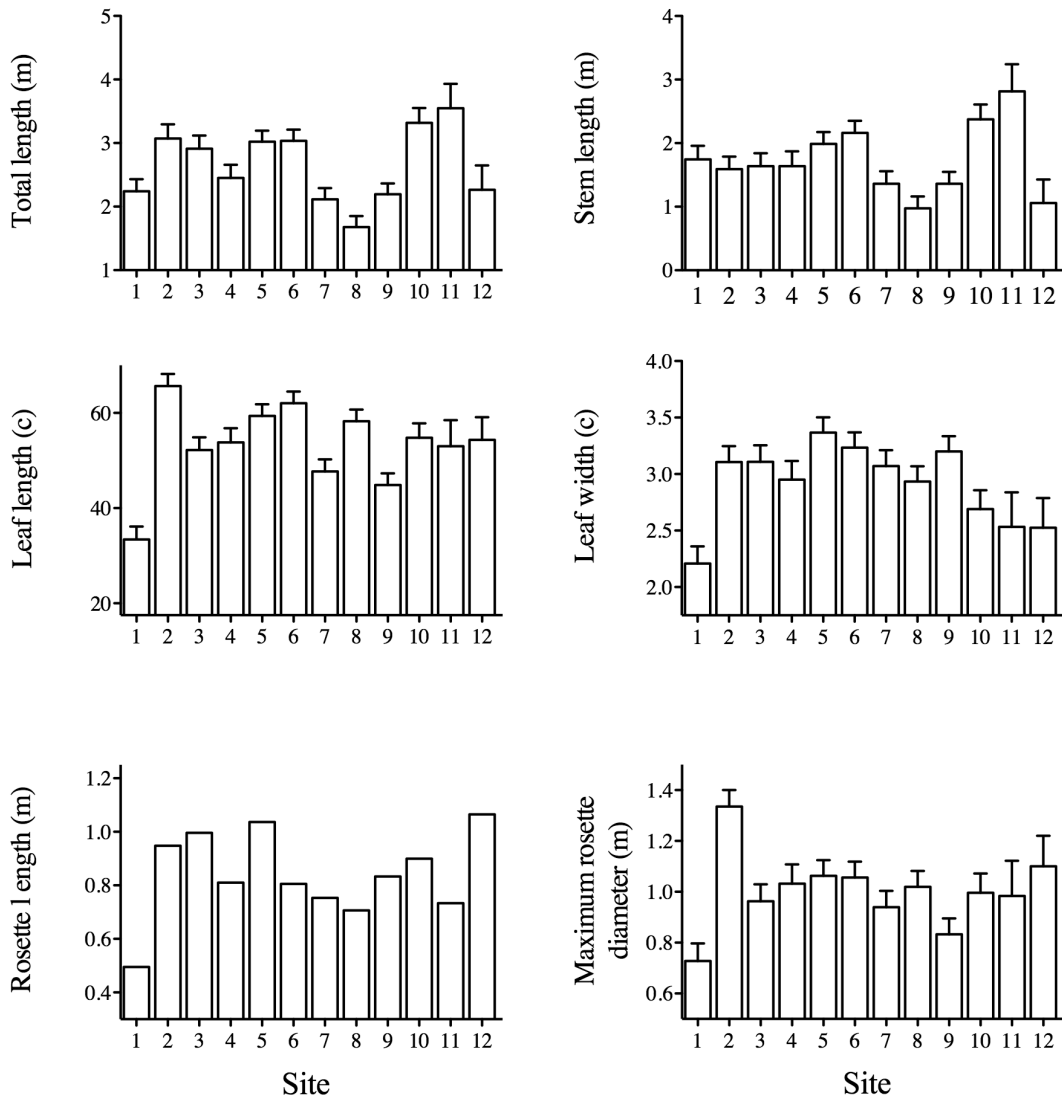 Total length (m)
5
4
3
2
1
1 2 3 4 5 6 7 8 9 10 11 12
Stem length (m)
4
3
2
1
0
1 2 3 4 5 6 7 8 9 10 11 12
Leaf length (c)
60
40
20
1 2 3 4 5 6 7 8 9 10 11 12
Leaf width (c)
4.0
3.5
3.0
2.5
2.0
1 2 3 4 5 6 7 8 9 10 11 12
Rosette l ength (m)
1.2
1.0
0.8
0.6
0.4
1 2 3 4 5 6 7 8 9 10 11 12
Site
Maximum rosette
diameter (m)
1.4
1.2
1.0
0.8
0.6
1 2 3 4 5 6 7 8 9 10 11 12
Site